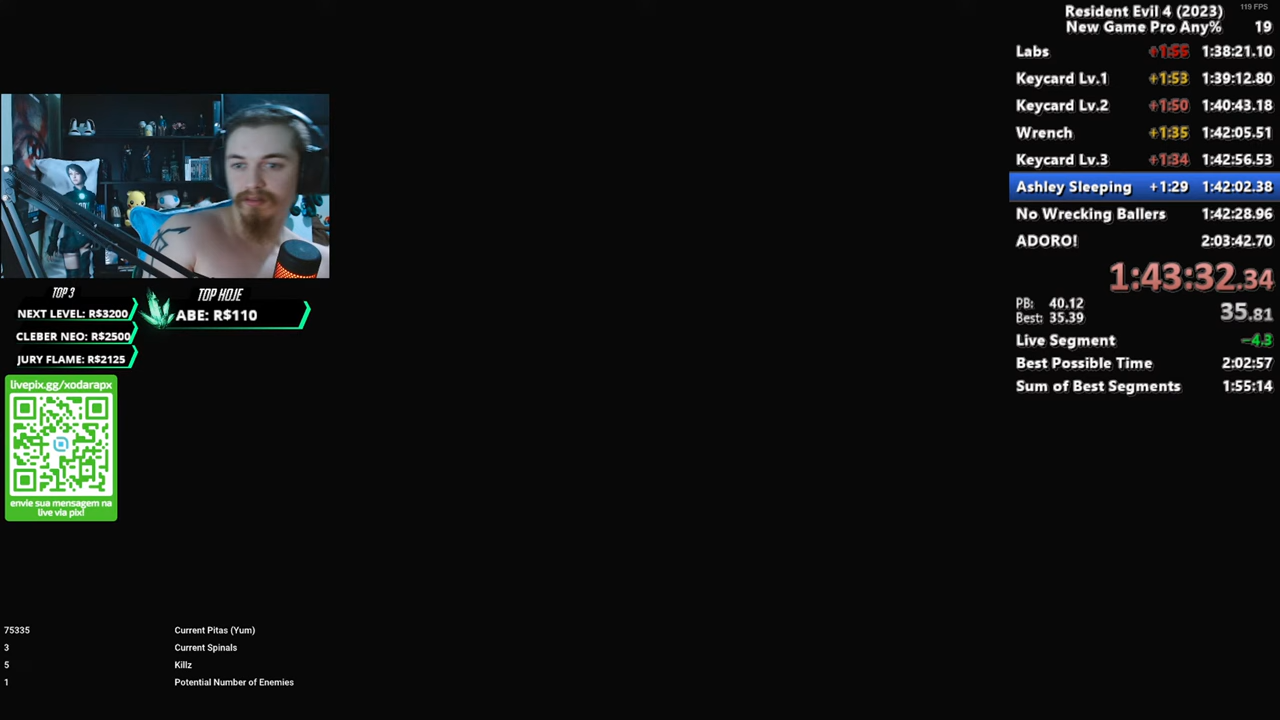 119 FPS
Resident Evil 4 (2023)
New Game Pro Any% 19
Labs +1:55 1:38:21.10
Keycard Lv.1 +1:53 1:39:12.80
Keycard Lv.2 +1:50 1:40:43.18
Wrench +1:35 1:42:05.51
Keycard Lv.3 +1:34 1:42:56.53
Ashley Sleeping +1:29 1:42:02.38
No Wrecking Ballers 1:42:28.96
ADORO! 2:03:42.70
1:43:32.34
PB: 40.12
Best: 35.39
35.81
Live Segment -4.3
Best Possible Time 2:02:57
Sum of Best Segments 1:55:14
TOP 3
NEXT LEVEL: R$3200
CLEBER NEO: R$2500
JURY FLAME: R$2125
TOP HOJE
ABE: R$110
livepix.gg/xodarapx
envie sua mensagem na
live via pix!
75335 Current Pitas (Yum)
3 Current Spinals
5 Killz
1 Potential Number of Enemies